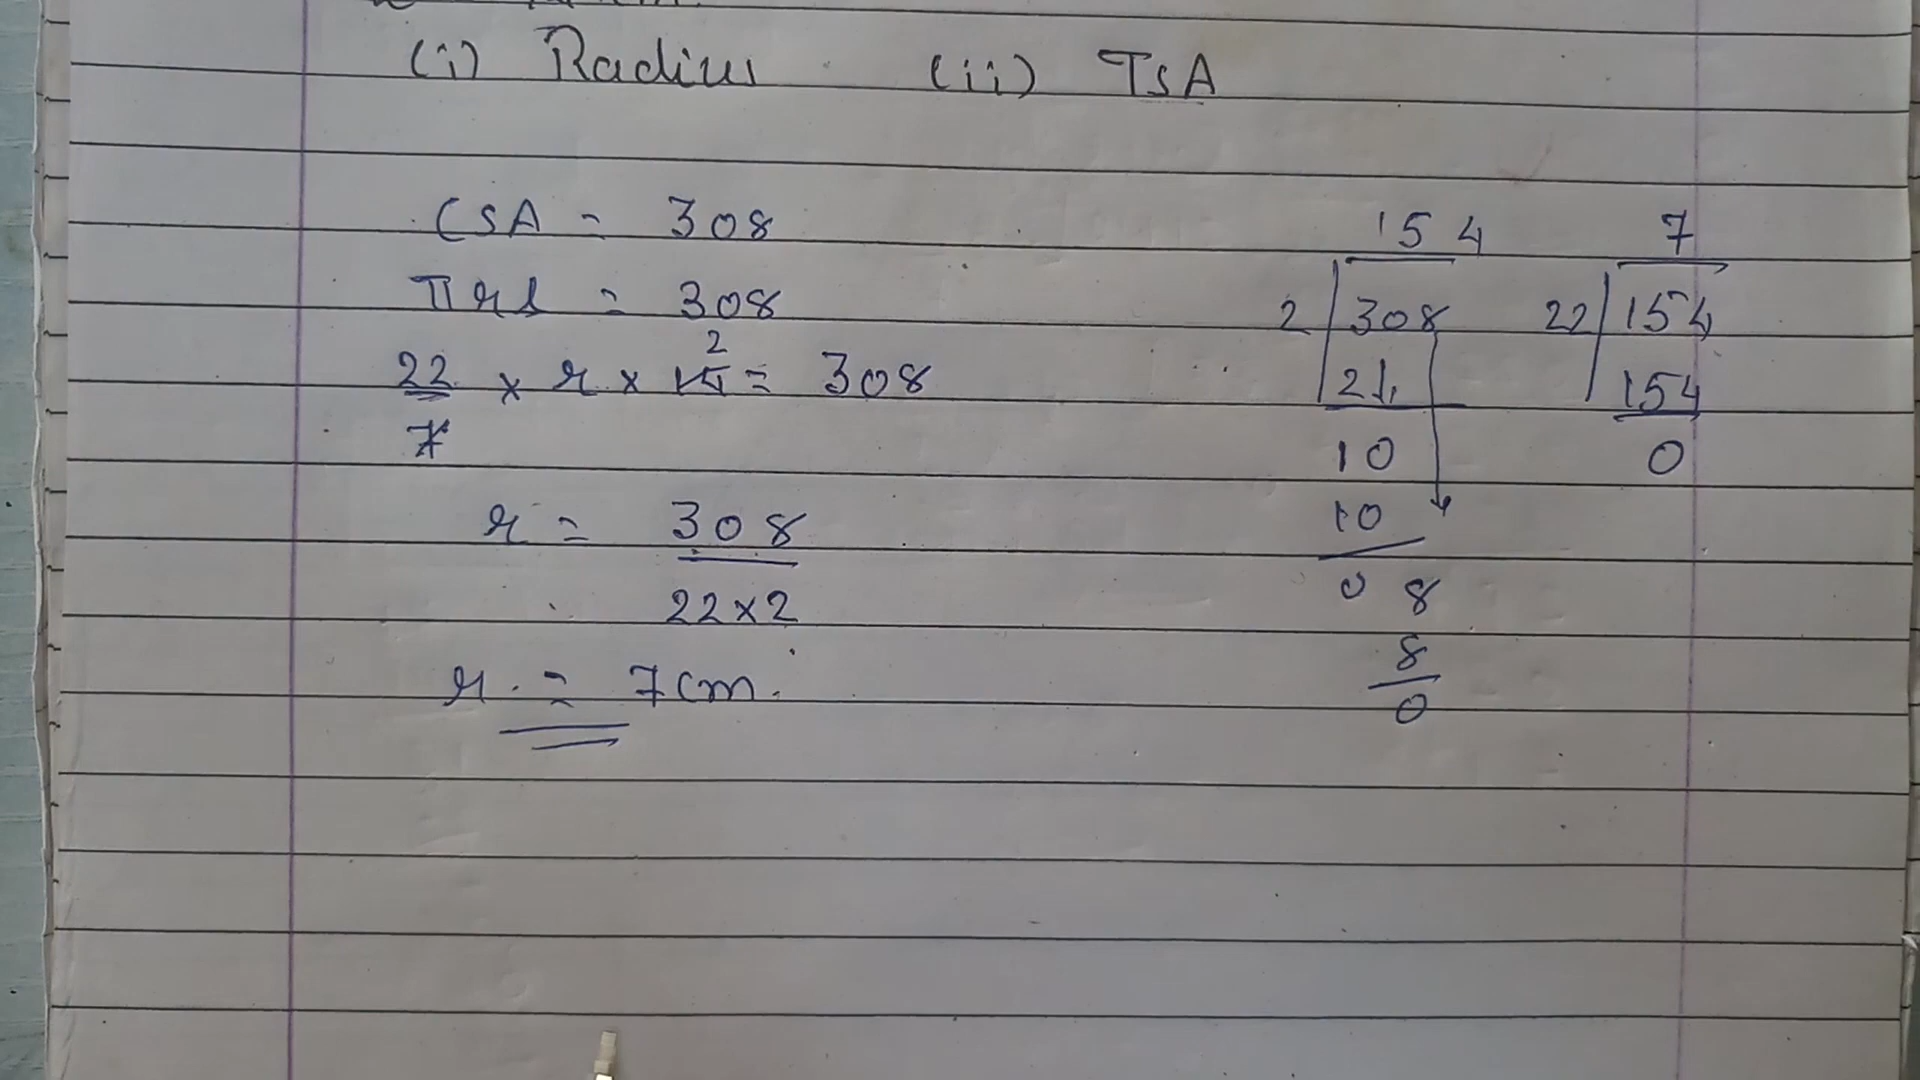 (i) Radius (ii) TSA
CSA = 308
πrl = 308
2
22 × r × 14 = 308
7
r = 308
22×2
r = 7cm.
154
2 308
2
10
10
08
8
0
7
22 154
154
0